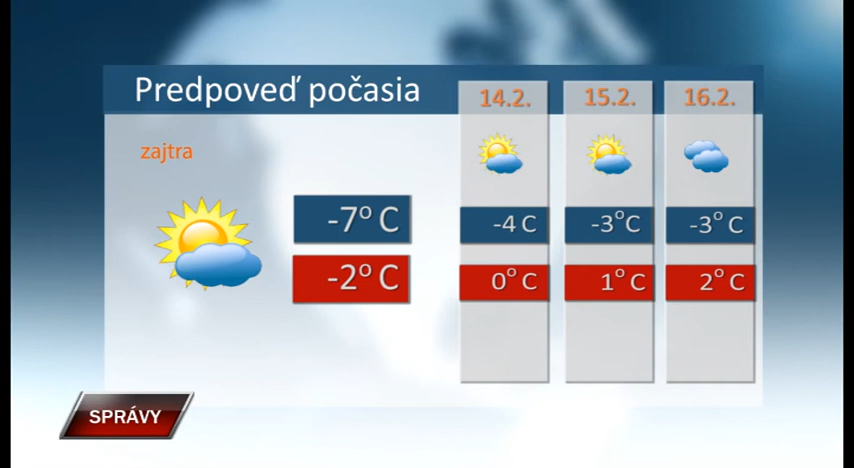 Predpoveď počasia
zajtra
-7° C
-2° C
14.2. 15.2. 16.2.
-4 C -3°C -3° C
0° C 1° C 2° C
SPRÁVY